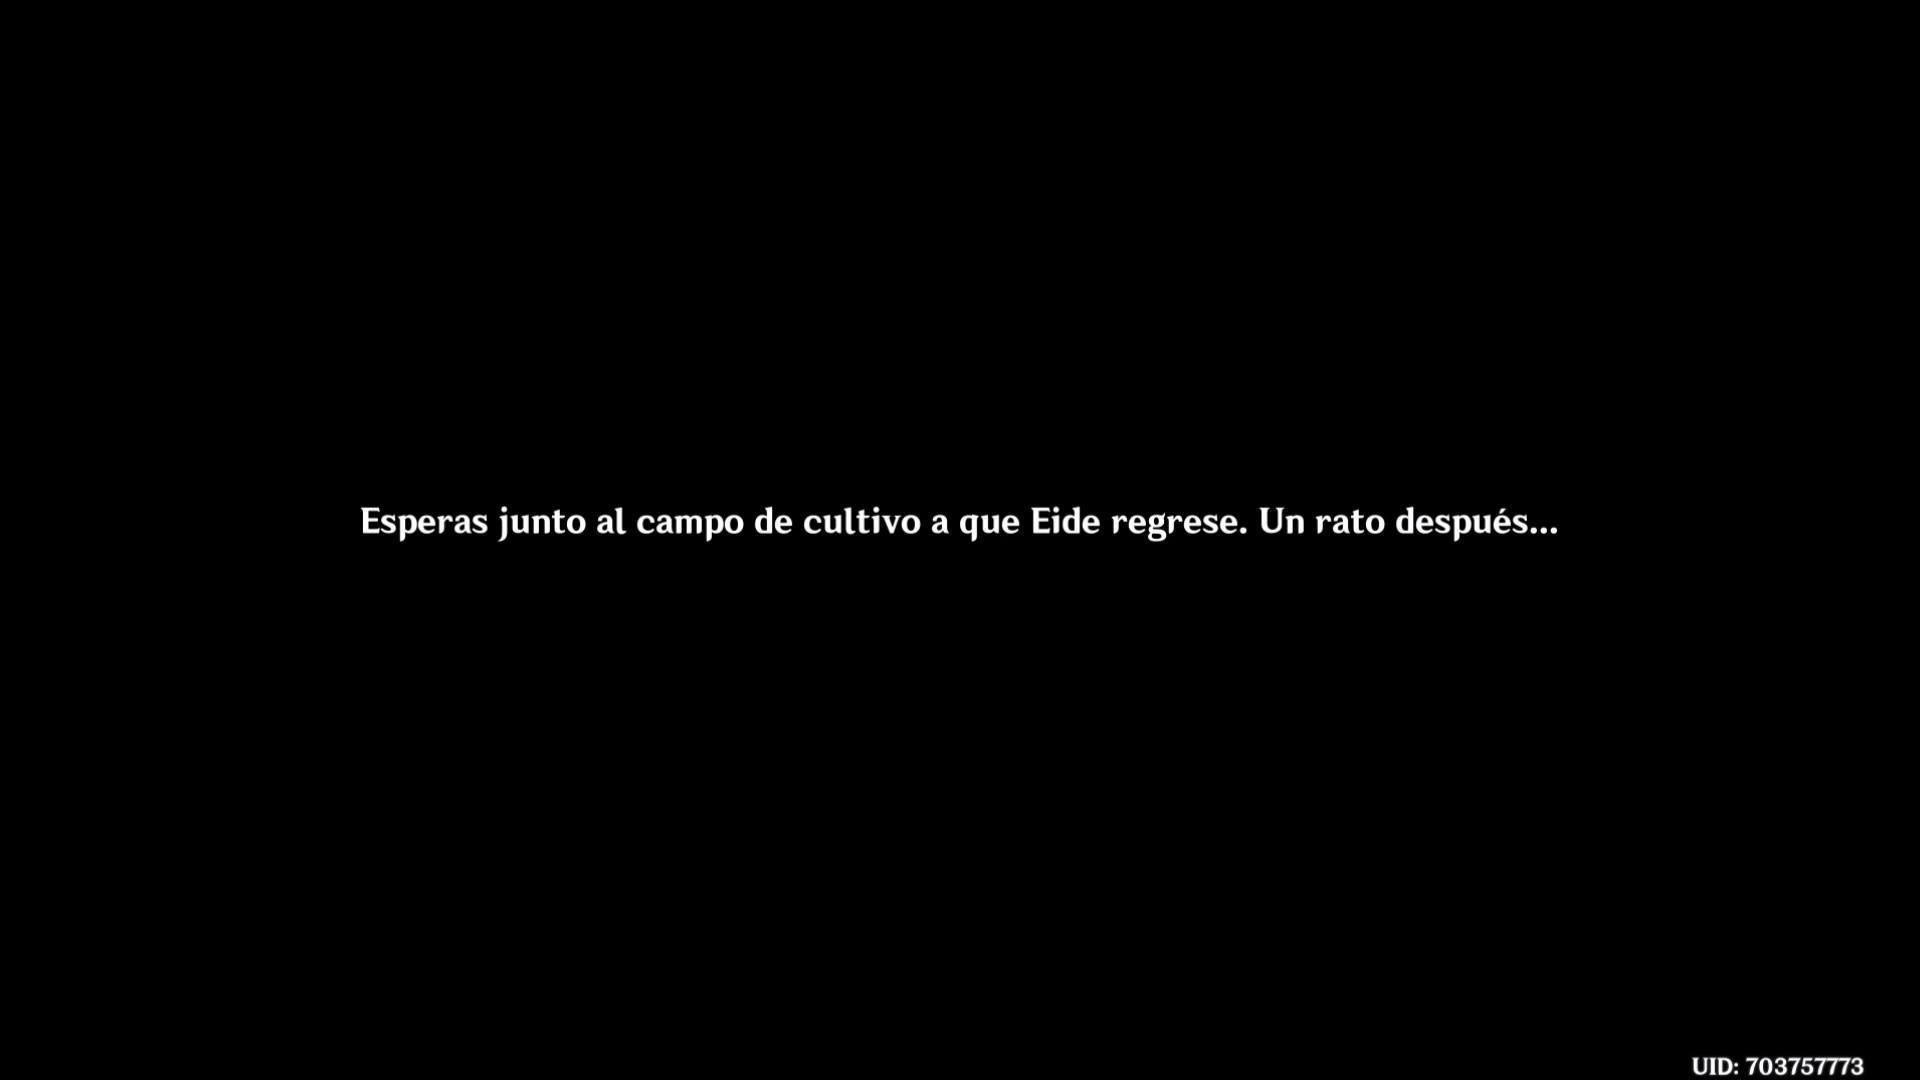 Esperas junto al campo de cultivo a que Eide regrese. Un rato después...
UID: 703757773